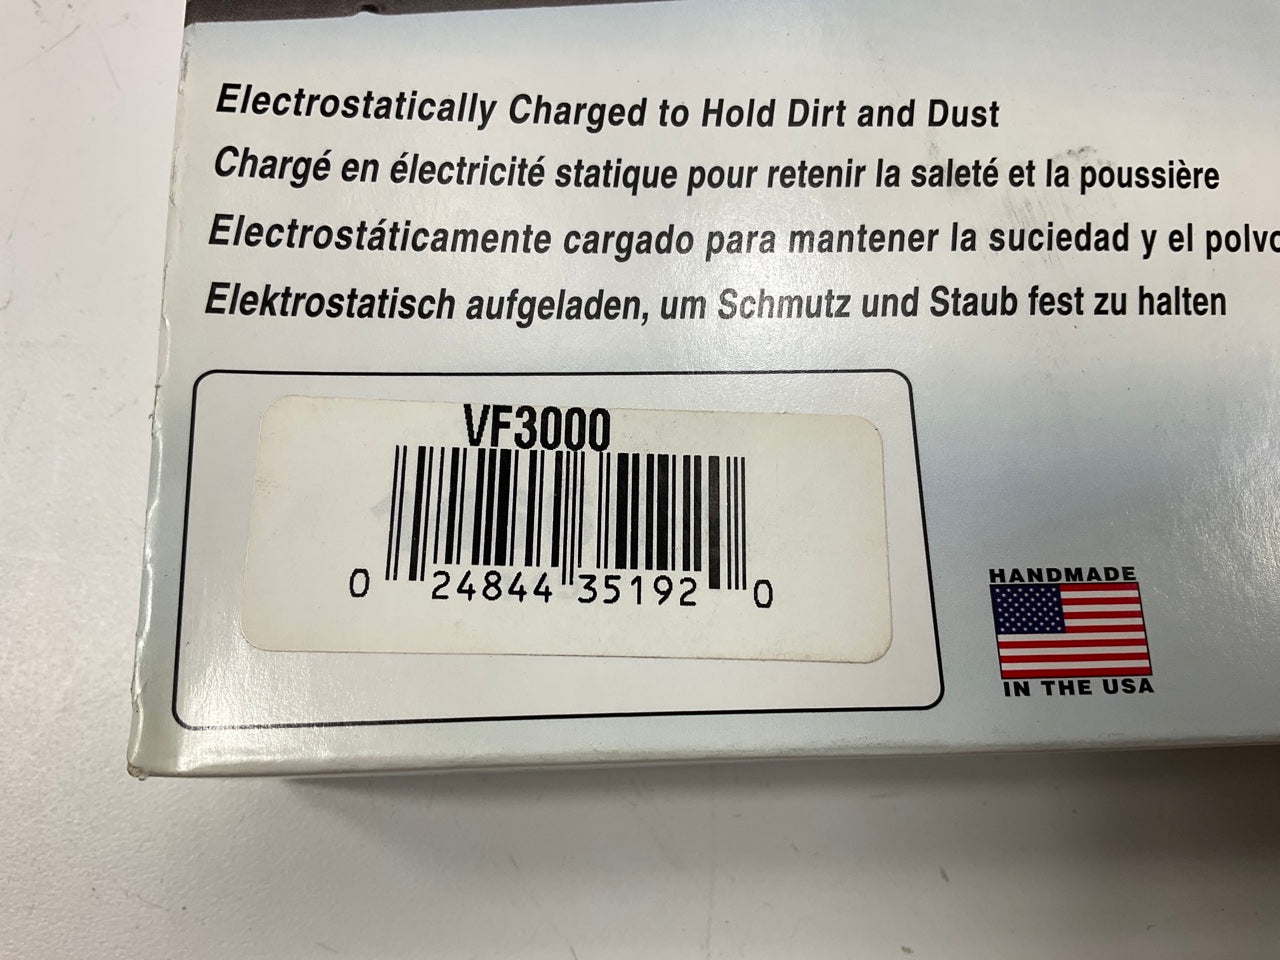 Electrostatically Charged to Hold Dirt and Dust
Chargé en électricité statique pour retenir la saleté et la poussière
Electrostáticamente cargado para mantener la suciedad y el polvo
Elektrostatisch aufgeladen, um Schmutz und Staub fest zu halten
VF3000
0 24844 35192 0
HANDMADE
IN THE USA